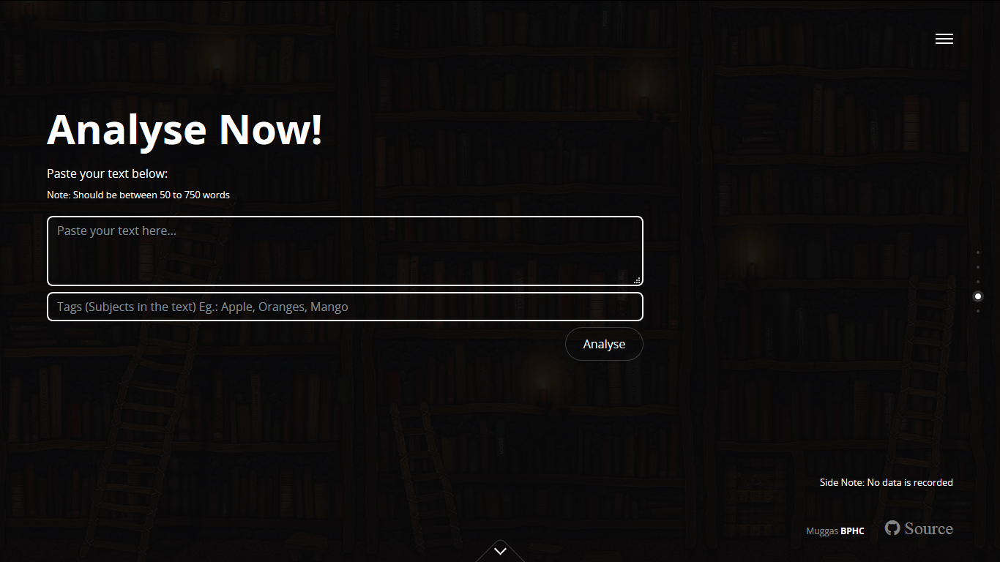 Analyse Now!
Paste your text below:
Note: Should be between 50 to 750 words
Paste your text here...
Tags (Subjects in the text) Eg.: Apple, Oranges, Mango
Analyse
Side Note: No data is recorded
Muggas BPHC
Source